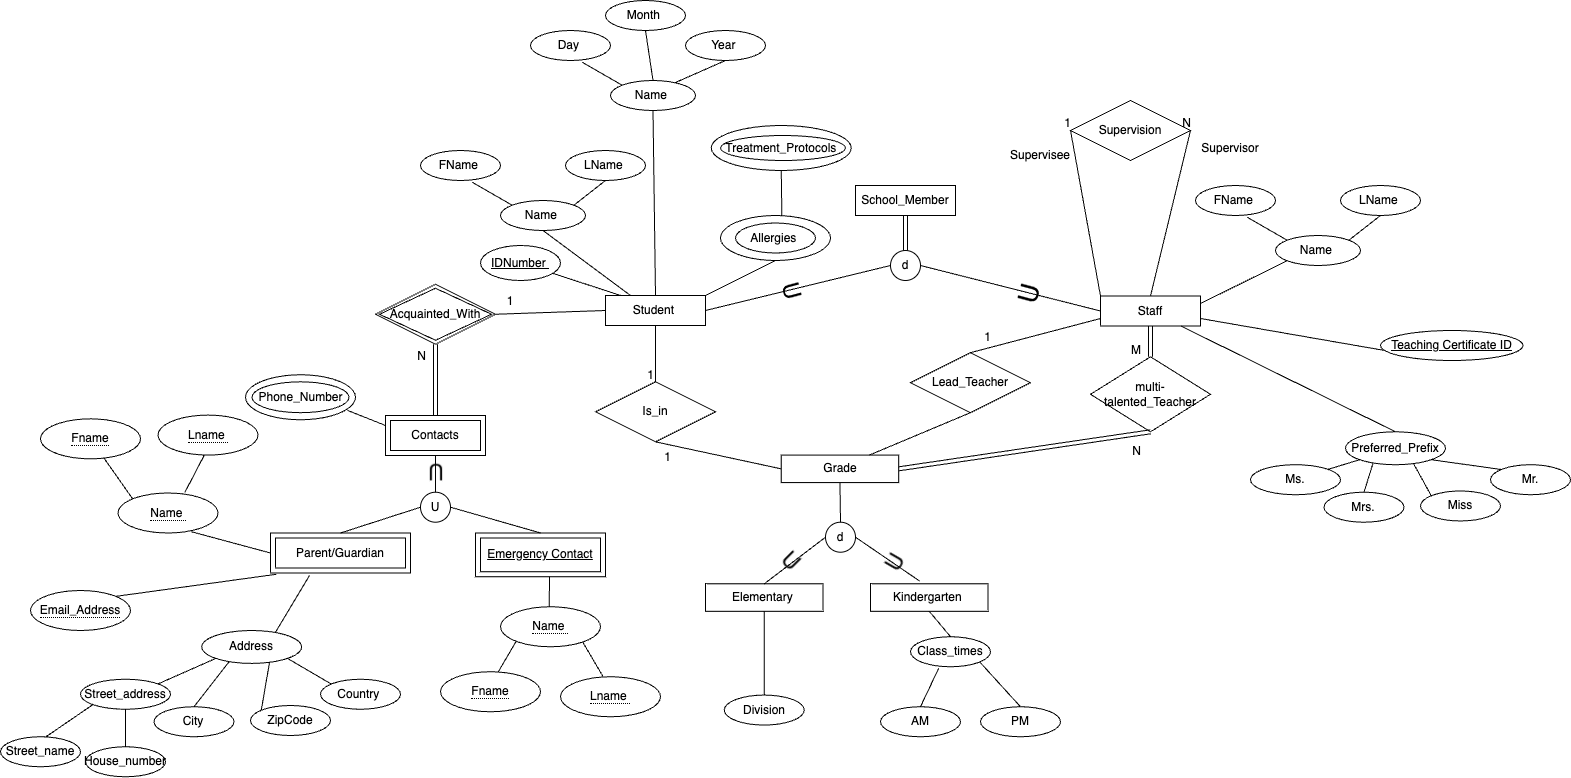 Month
Day
Year
Name
Supervision
1
N
Supervisee
Supervisor
Treatment_Protocols
FName
LName
Name
Allergies
School_Member
FName
LName
Name
IDNumber
d
Acquainted_With
1
Student
Staff
N
1
1
M
Teaching Certificate ID
Lead_Teacher
multi-
talented_Teacher
Is_in
Phone_Number
Contacts
Fname
Lname
1
Grade
N
Preferred_Prefix
Ms.
Mrs.
Miss
Mr.
Name
U
d
Parent/Guardian
Emergency Contact
Elementary
Kindergarten
Email_Address
Name
Address
Class_times
Street_address
City
ZipCode
Country
Fname
Lname
Division
AM
PM
Street_name
House_number